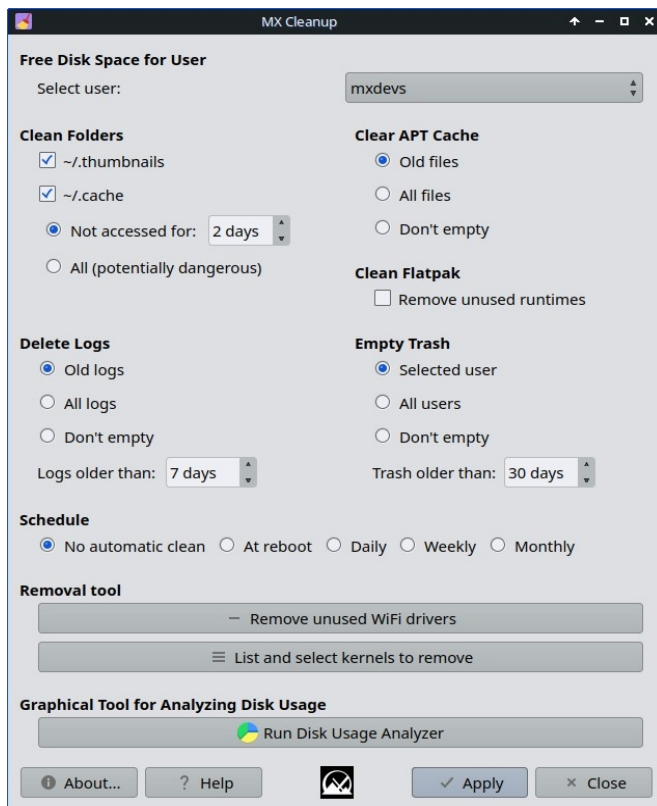 MX Cleanup
Free Disk Space for User
Select user: mxdevs
Clean Folders
~/.thumbnails
~/.cache
Not accessed for: 2 days
All (potentially dangerous)
Clear APT Cache
Old files
All files
Don't empty
Clean Flatpak
Remove unused runtimes
Delete Logs
Old logs
All logs
Don't empty
Logs older than: 7 days
Empty Trash
Selected user
All users
Don't empty
Trash older than: 30 days
Schedule
No automatic clean At reboot Daily Weekly Monthly
Removal tool
Remove unused WiFi drivers
List and select kernels to remove
Graphical Tool for Analyzing Disk Usage
Run Disk Usage Analyzer
About... ? Help Apply Close